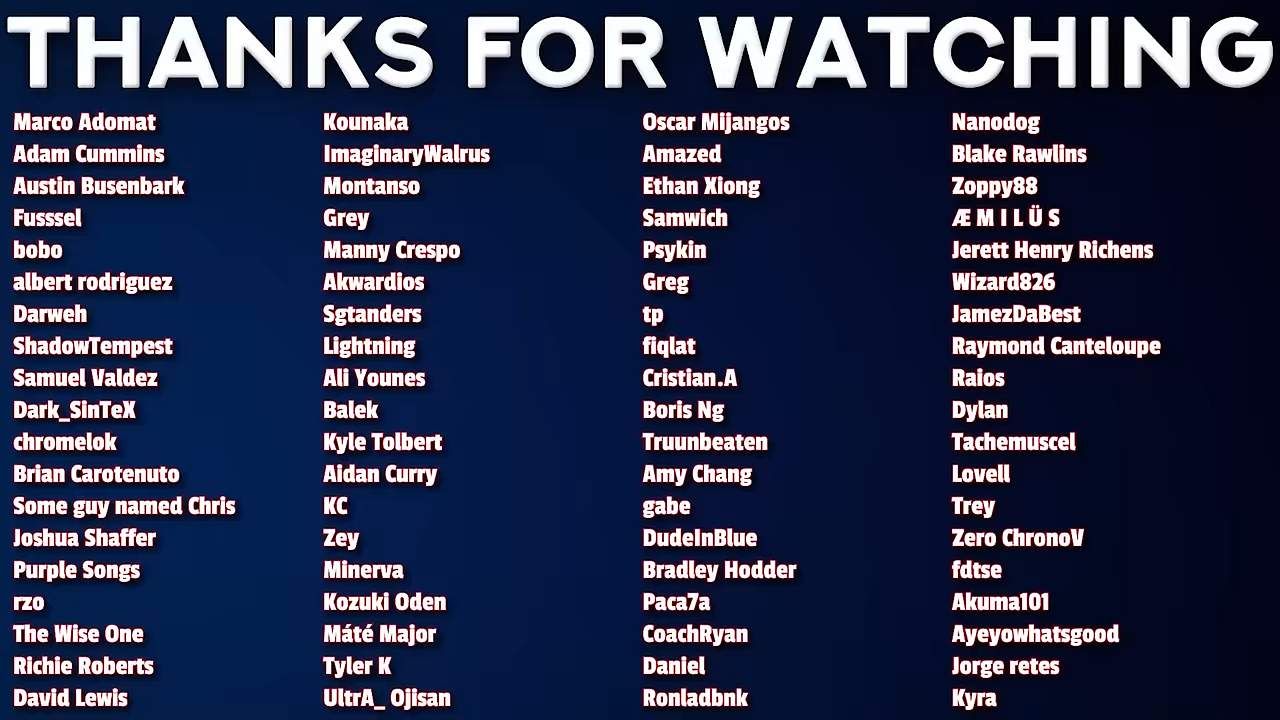 THANKS FOR WATCHING
Marco Adomat
Adam Cummins
Austin Busenbark
Fusssel
bobo
albert rodriguez
Darweh
ShadowTempest
Samuel Valdez
Dark_SinTeX
chromelok
Brian Carotenuto
Some guy named Chris
Joshua Shaffer
Purple Songs
rzo
The Wise One
Richie Roberts
David Lewis
Kounaka
ImaginaryWalrus
Montanso
Grey
Manny Crespo
Akwardios
Sgtanders
Lightning
Ali Younes
Balek
Kyle Tolbert
Aidan Curry
KC
Zey
Minerva
Kozuki Oden
Máté Major
Tyler K
UltrA_ Ojisan
Oscar Mijangos
Amazed
Ethan Xiong
Samwich
Psykin
Greg
tp
fiqlat
Cristian.A
Boris Ng
Truunbeaten
Amy Chang
gabe
DudeInBlue
Bradley Hodder
Paca7a
CoachRyan
Daniel
Ronladbnk
Nanodog
Blake Rawlins
Zoppy88
Æ M I L Ü S
Jerett Henry Richens
Wizard826
JamezDaBest
Raymond Canteloupe
Raios
Dylan
Tachemuscel
Lovell
Trey
Zero ChronoV
fdtse
Akuma101
Ayeyowhatsgood
Jorge retes
Kyra